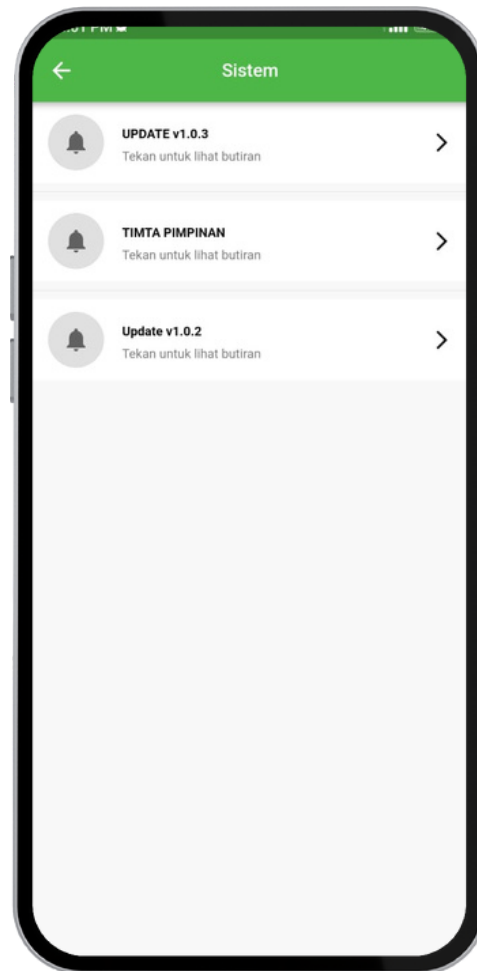 Sistem
UPDATE v1.0.3
Tekan untuk lihat butiran
TIMTA PIMPINAN
Tekan untuk lihat butiran
Update v1.0.2
Tekan untuk lihat butiran